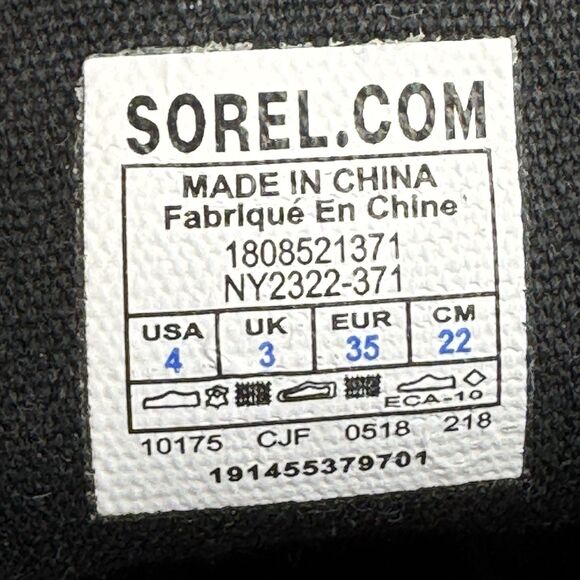 SOREL.COM
MADE IN CHINA
Fabriqué En Chine
1808521371
NY2322-371
USA UK EUR CM
4 3 35 22
ECA-10
10175 CJF 0518 218
191455379701